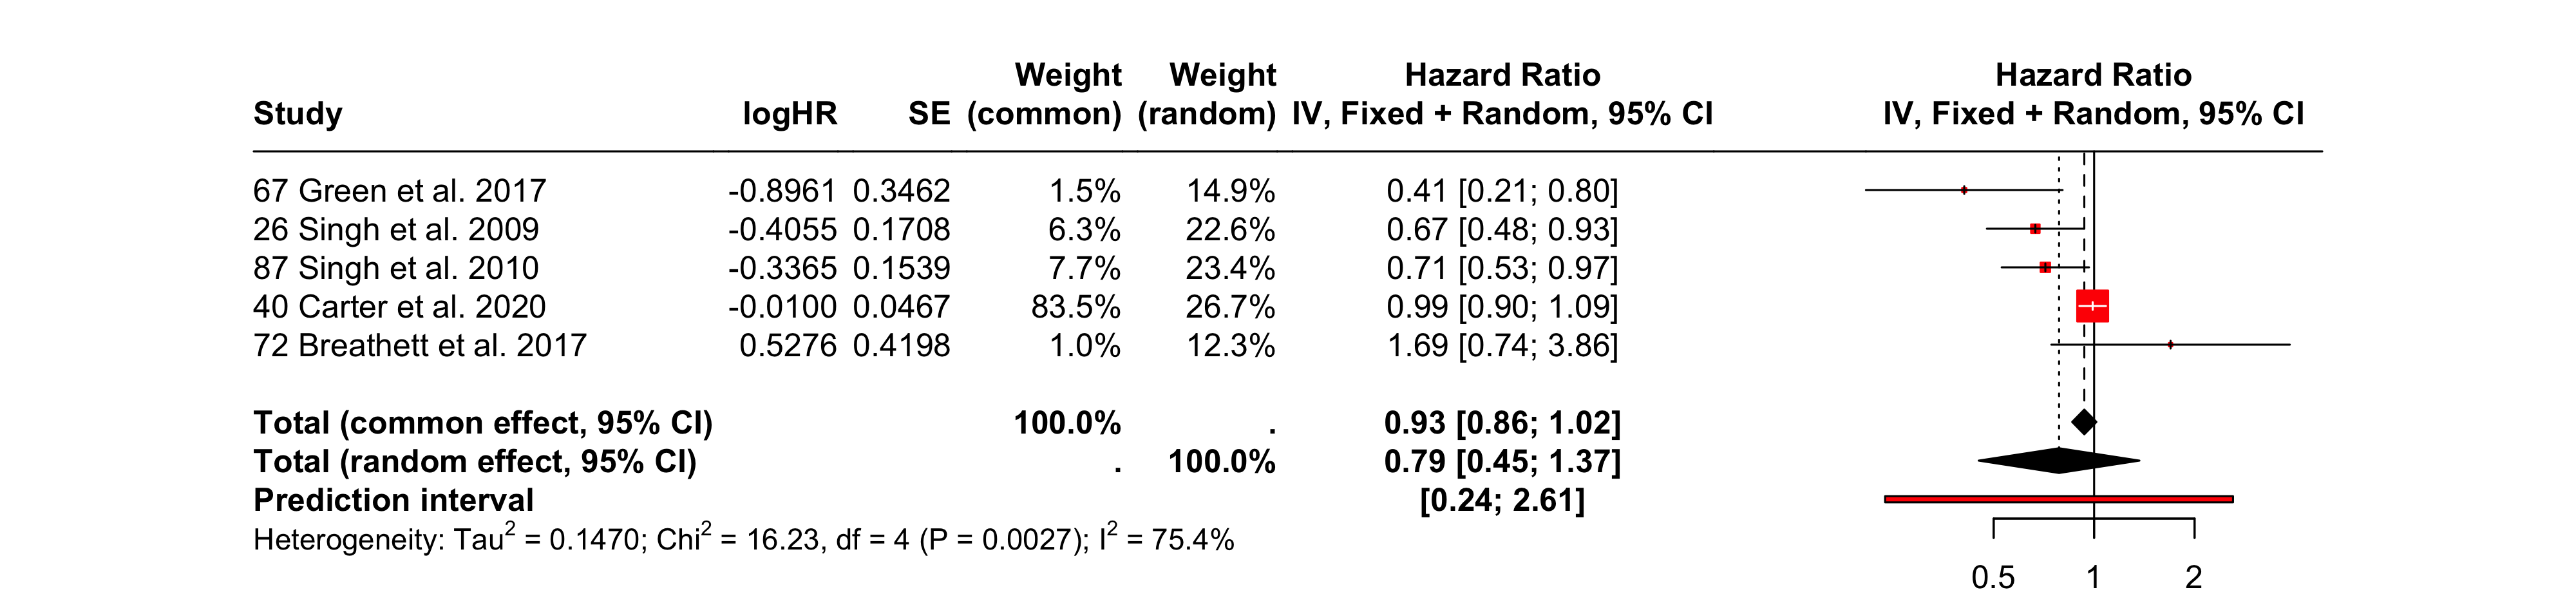 Weight Weight Hazard Ratio Hazard Ratio
Study logHR SE (common) (random) IV, Fixed + Random, 95% CI IV, Fixed + Random, 95% CI
67 Green et al. 2017 -0.8961 0.3462 1.5% 14.9% 0.41 [0.21; 0.80]
26 Singh et al. 2009 -0.4055 0.1708 6.3% 22.6% 0.67 [0.48; 0.93]
87 Singh et al. 2010 -0.3365 0.1539 7.7% 23.4% 0.71 [0.53; 0.97]
40 Carter et al. 2020 -0.0100 0.0467 83.5% 26.7% 0.99 [0.90; 1.09]
72 Breathett et al. 2017 0.5276 0.4198 1.0% 12.3% 1.69 [0.74; 3.86]
Total (common effect, 95% CI) 100.0% . 0.93 [0.86; 1.02]
Total (random effect, 95% CI) . 100.0% 0.79 [0.45; 1.37]
Prediction interval [0.24; 2.61]
Heterogeneity: Tau² = 0.1470; Chi² = 16.23, df = 4 (P = 0.0027); I² = 75.4%
0.5 1 2